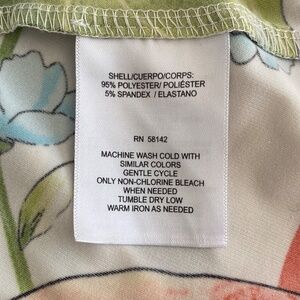 SHELL/CUERPO/CORPS:
95% POLYESTER/ POLIÉSTER
5% SPANDEX / ELASTANO
RN 58142
MACHINE WASH COLD WITH
SIMILAR COLORS
GENTLE CYCLE
ONLY NON-CHLORINE BLEACH
WHEN NEEDED
TUMBLE DRY LOW
WARM IRON AS NEEDED